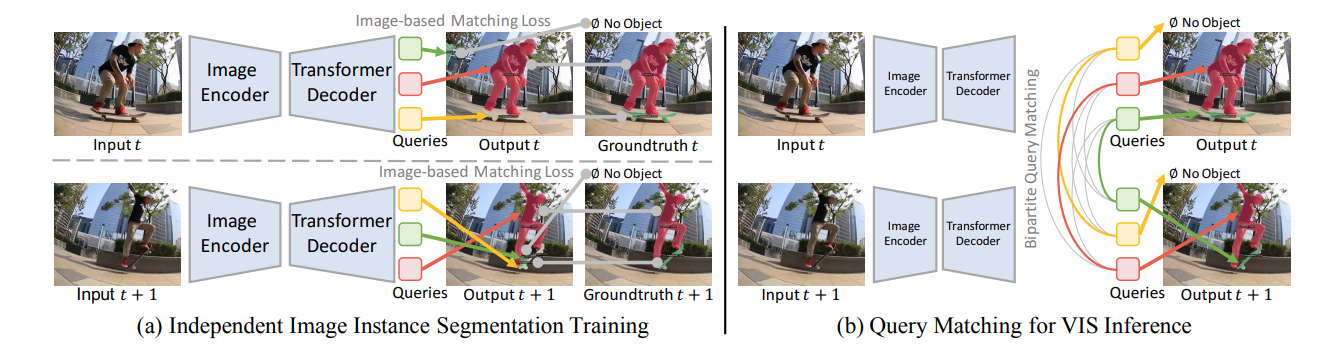 Image-based Matching Loss
∅ No Object
Image
Encoder
Transformer
Decoder
Queries
Input t
Output t
Groundtruth t
Image-based Matching Loss
∅ No Object
Image
Encoder
Transformer
Decoder
Queries
Input t + 1
Output t + 1
Groundtruth t + 1
(a) Independent Image Instance Segmentation Training
∅ No Object
Image
Encoder
Transformer
Decoder
Bipartite Query Matching
Queries
Input t
Output t
∅ No Object
Image
Encoder
Transformer
Decoder
Queries
Input t + 1
Output t + 1
(b) Query Matching for VIS Inference